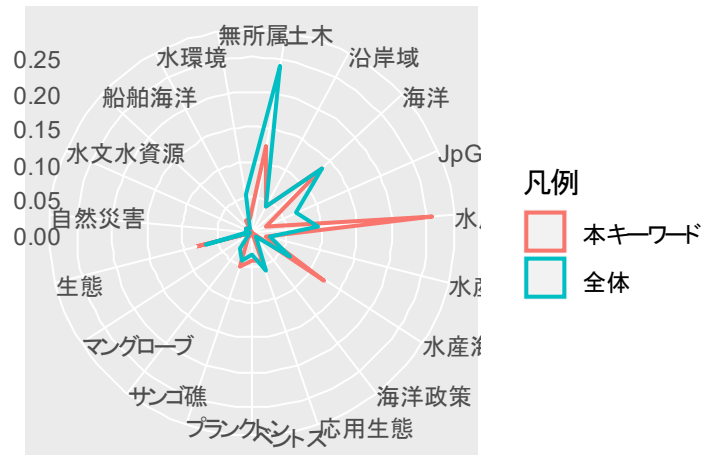 0.25
0.20
0.15
0.10
0.05
0.00
無所属
土木
沿岸域
海洋
JpG
水
水産
水産海
海洋政策
応用生態
ベントス
プランクトン
サンゴ礁
マングローブ
生態
自然災害
水文水資源
船舶海洋
水環境
凡例
本キーワード
全体